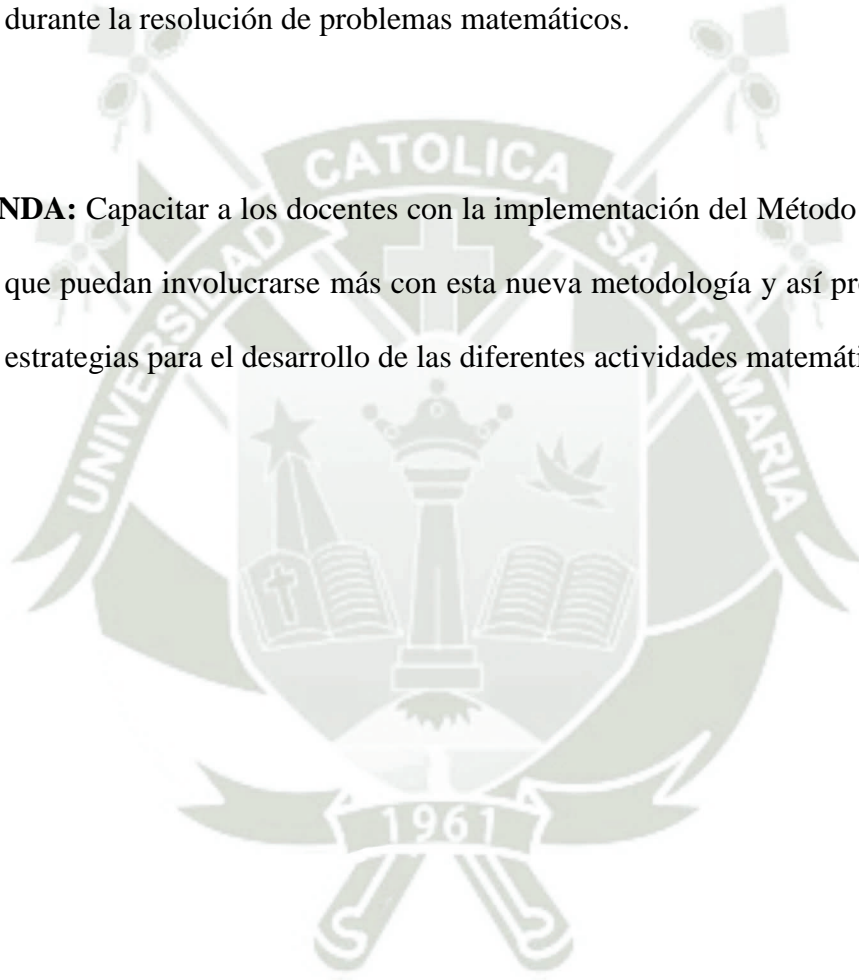 durante la resolución de problemas matemáticos.
NDA: Capacitar a los docentes con la implementación del Método
que puedan involucrarse más con esta nueva metodología y así pr
estrategias para el desarrollo de las diferentes actividades matemáti
UNIVERSIDAD CATOLICA SANTA MARIA
1961